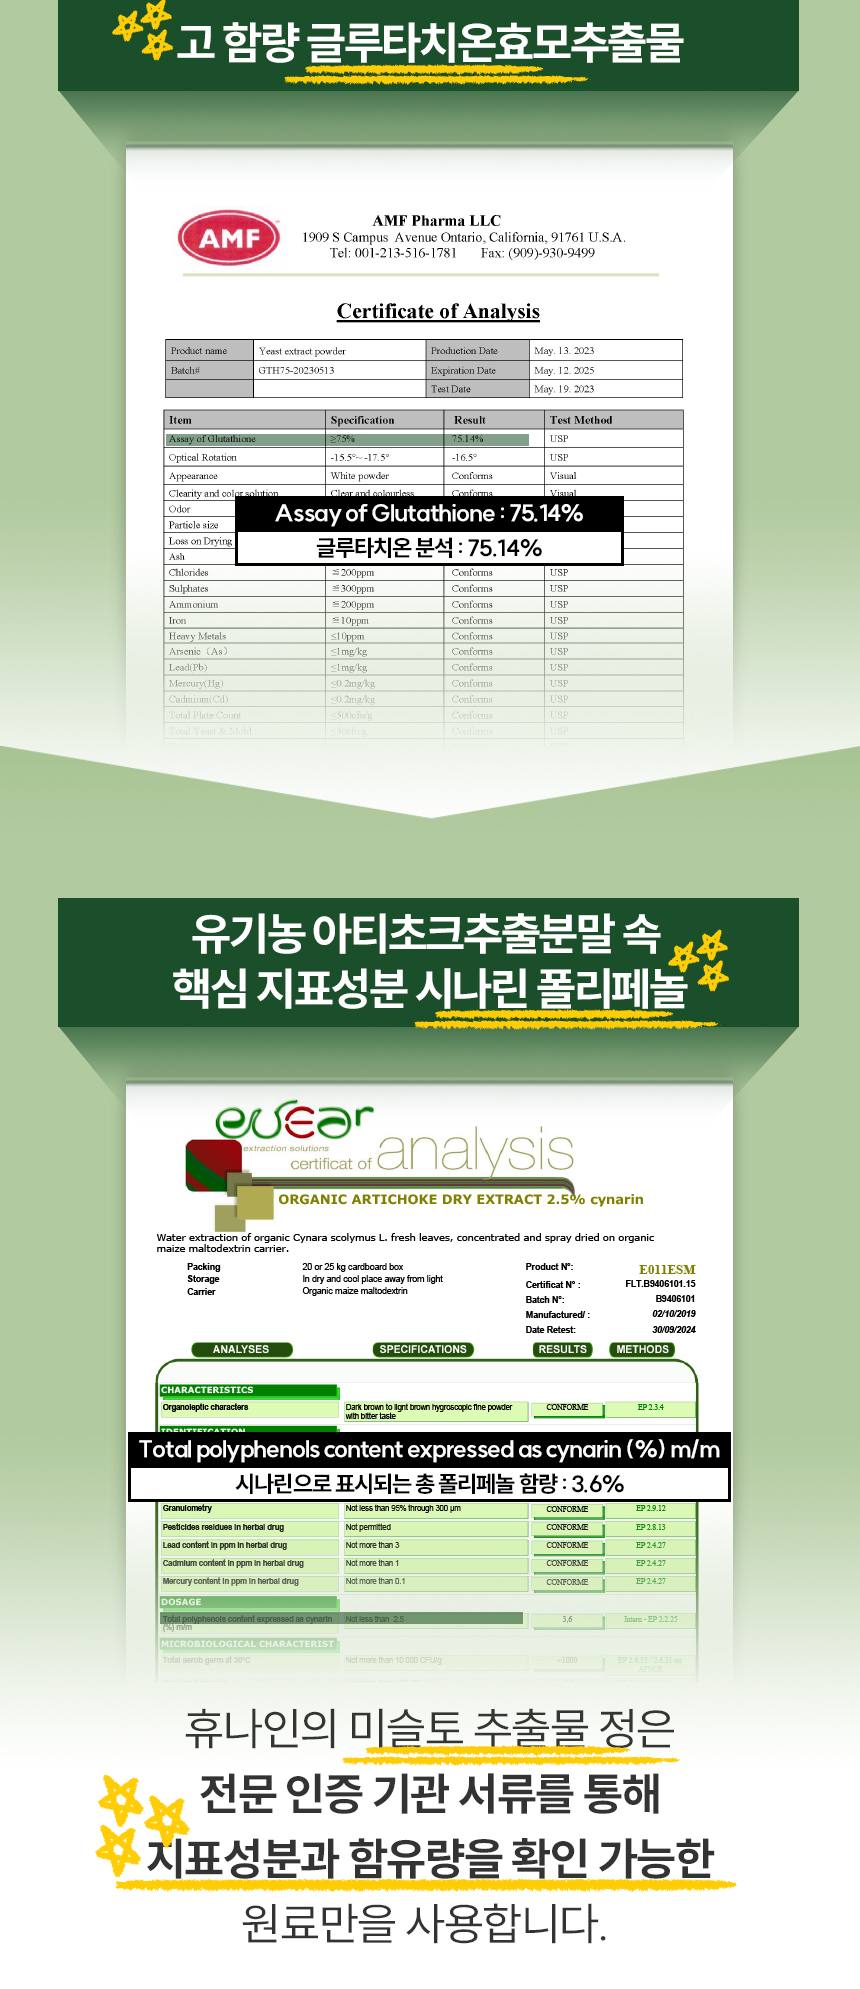 고 함량 글루타치온효모추출물
AMF
AMF Pharma LLC
1909 S Campus Avenue Ontario, California, 91761 U.S.A.
Tel: 001-213-516-1781 Fax: (909)-930-9499
Certificate of Analysis
Product name Yeast extract powder Production Date May. 13. 2023
Batch# GTH75-20230513 Expiration Date May. 12. 2025
Test Date May. 19. 2023
Item Specification Result Test Method
Assay of Glutathione ≥75% 75.14% USP
Optical Rotation -15.5°~ -17.5° -16.5° USP
Appearance White powder Conforms Visual
Clearity and color solution Clear and colourless Conforms Visual
Odor
Assay of Glutathione : 75.14%
Particle size
Loss on Drying
글루타치온 분석 : 75.14%
Ash
Chlorides ≦200ppm Conforms USP
Sulphates ≦300ppm Conforms USP
Ammonium ≦200ppm Conforms USP
Iron ≦10ppm Conforms USP
Heavy Metals ≤10ppm Conforms USP
Arsenic (As) ≤1mg/kg Conforms USP
Lead(Pb) ≤1mg/kg Conforms USP
Mercury(Hg) ≤0.2mg/kg Conforms USP
Cadmium(Cd) ≤0.2mg/kg Conforms USP
Total Plate Count ≤500cfu/g Conforms USP
Total Yeast & Mold Conforms USP
유기농 아티초크추출분말 속
핵심 지표성분 시나린 폴리페놀
extraction solutions
certificat of analysis
ORGANIC ARTICHOKE DRY EXTRACT 2.5% cynarin
Water extraction of organic Cynara scolymus L. fresh leaves, concentrated and spray dried on organic
maize maltodextrin carrier.
Packing 20 or 25 kg cardboard box Product N°: E011ESM
Storage In dry and cool place away from light Certificat N° : FLT.B9406101.15
Carrier Organic maize maltodextrin Batch N°: B9406101
Manufactured/ : 02/10/2019
Date Retest: 30/09/2024
ANALYSES SPECIFICATIONS RESULTS METHODS
CHARACTERISTICS
Organoleptic characters Dark brown to light brown hygroscopic fine powder with bitter taste CONFORME EP 2.3.4
IDENTIFICATION
Total polyphenols content expressed as cynarin (%) m/m
시나린으로 표시되는 총 폴리페놀 함량 : 3.6%
Granulometry Not less than 95% through 300 µm CONFORME EP 2.9.12
Pesticides residues in herbal drug Not permitted CONFORME EP 2.8.13
Lead content in ppm in herbal drug Not more than 3 CONFORME EP 2.4.27
Cadmium content in ppm in herbal drug Not more than 1 CONFORME EP 2.4.27
Mercury content in ppm in herbal drug Not more than 0.1 CONFORME EP 2.4.27
DOSAGE
Total polyphenols content expressed as cynarin (%) m/m Not less than 2.5 3,6 Intern - EP 2.2.25
MICROBIOLOGICAL CHARACTERIST
Total aerob germ at 30°C Not more than 10 000 CFU/g <1000
휴나인의 미슬토 추출물 정은
전문 인증 기관 서류를 통해
지표성분과 함유량을 확인 가능한
원료만을 사용합니다.